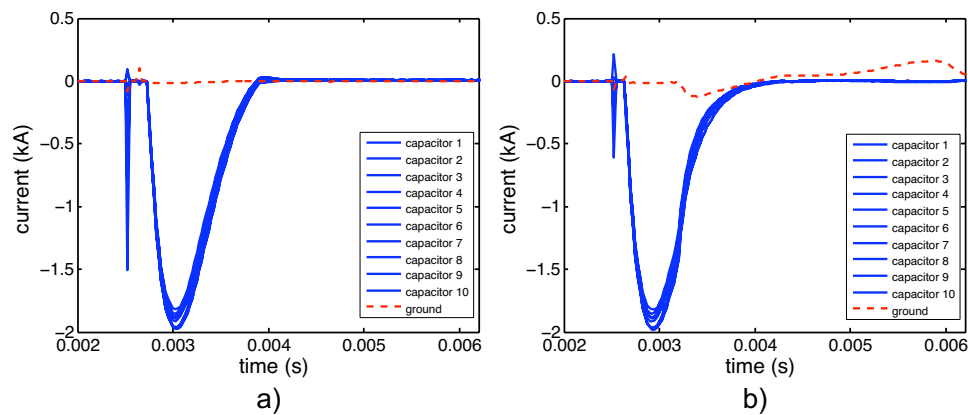 0.5
0
−0.5
−1
−1.5
−2
current (kA)
0.002
0.003
0.004
0.005
0.006
time (s)
capacitor 1
capacitor 2
capacitor 3
capacitor 4
capacitor 5
capacitor 6
capacitor 7
capacitor 8
capacitor 9
capacitor 10
ground
a)
0.5
0
−0.5
−1
−1.5
−2
current (kA)
0.002
0.003
0.004
0.005
0.006
time (s)
capacitor 1
capacitor 2
capacitor 3
capacitor 4
capacitor 5
capacitor 6
capacitor 7
capacitor 8
capacitor 9
capacitor 10
ground
b)